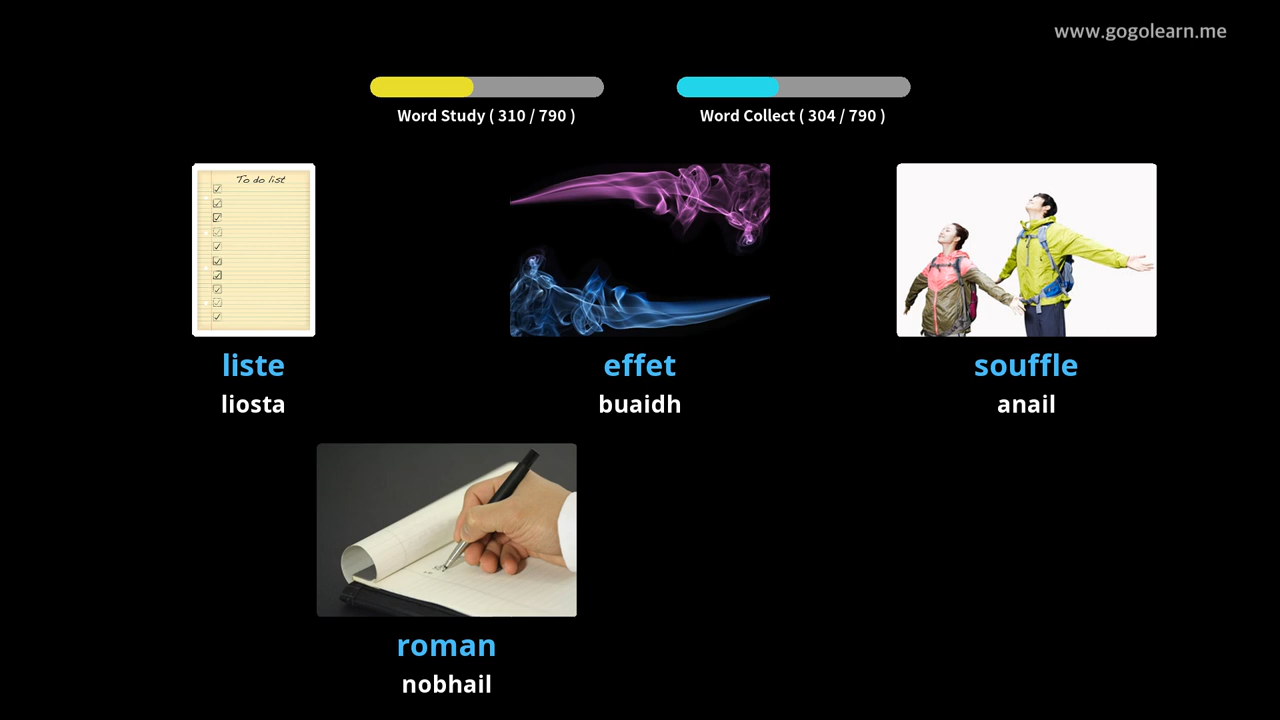 www.gogolearn.me
Word Study ( 310 / 790 )
Word Collect ( 304 / 790 )
To do list
liste
liosta
effet
buaidh
souffle
anail
roman
nobhail